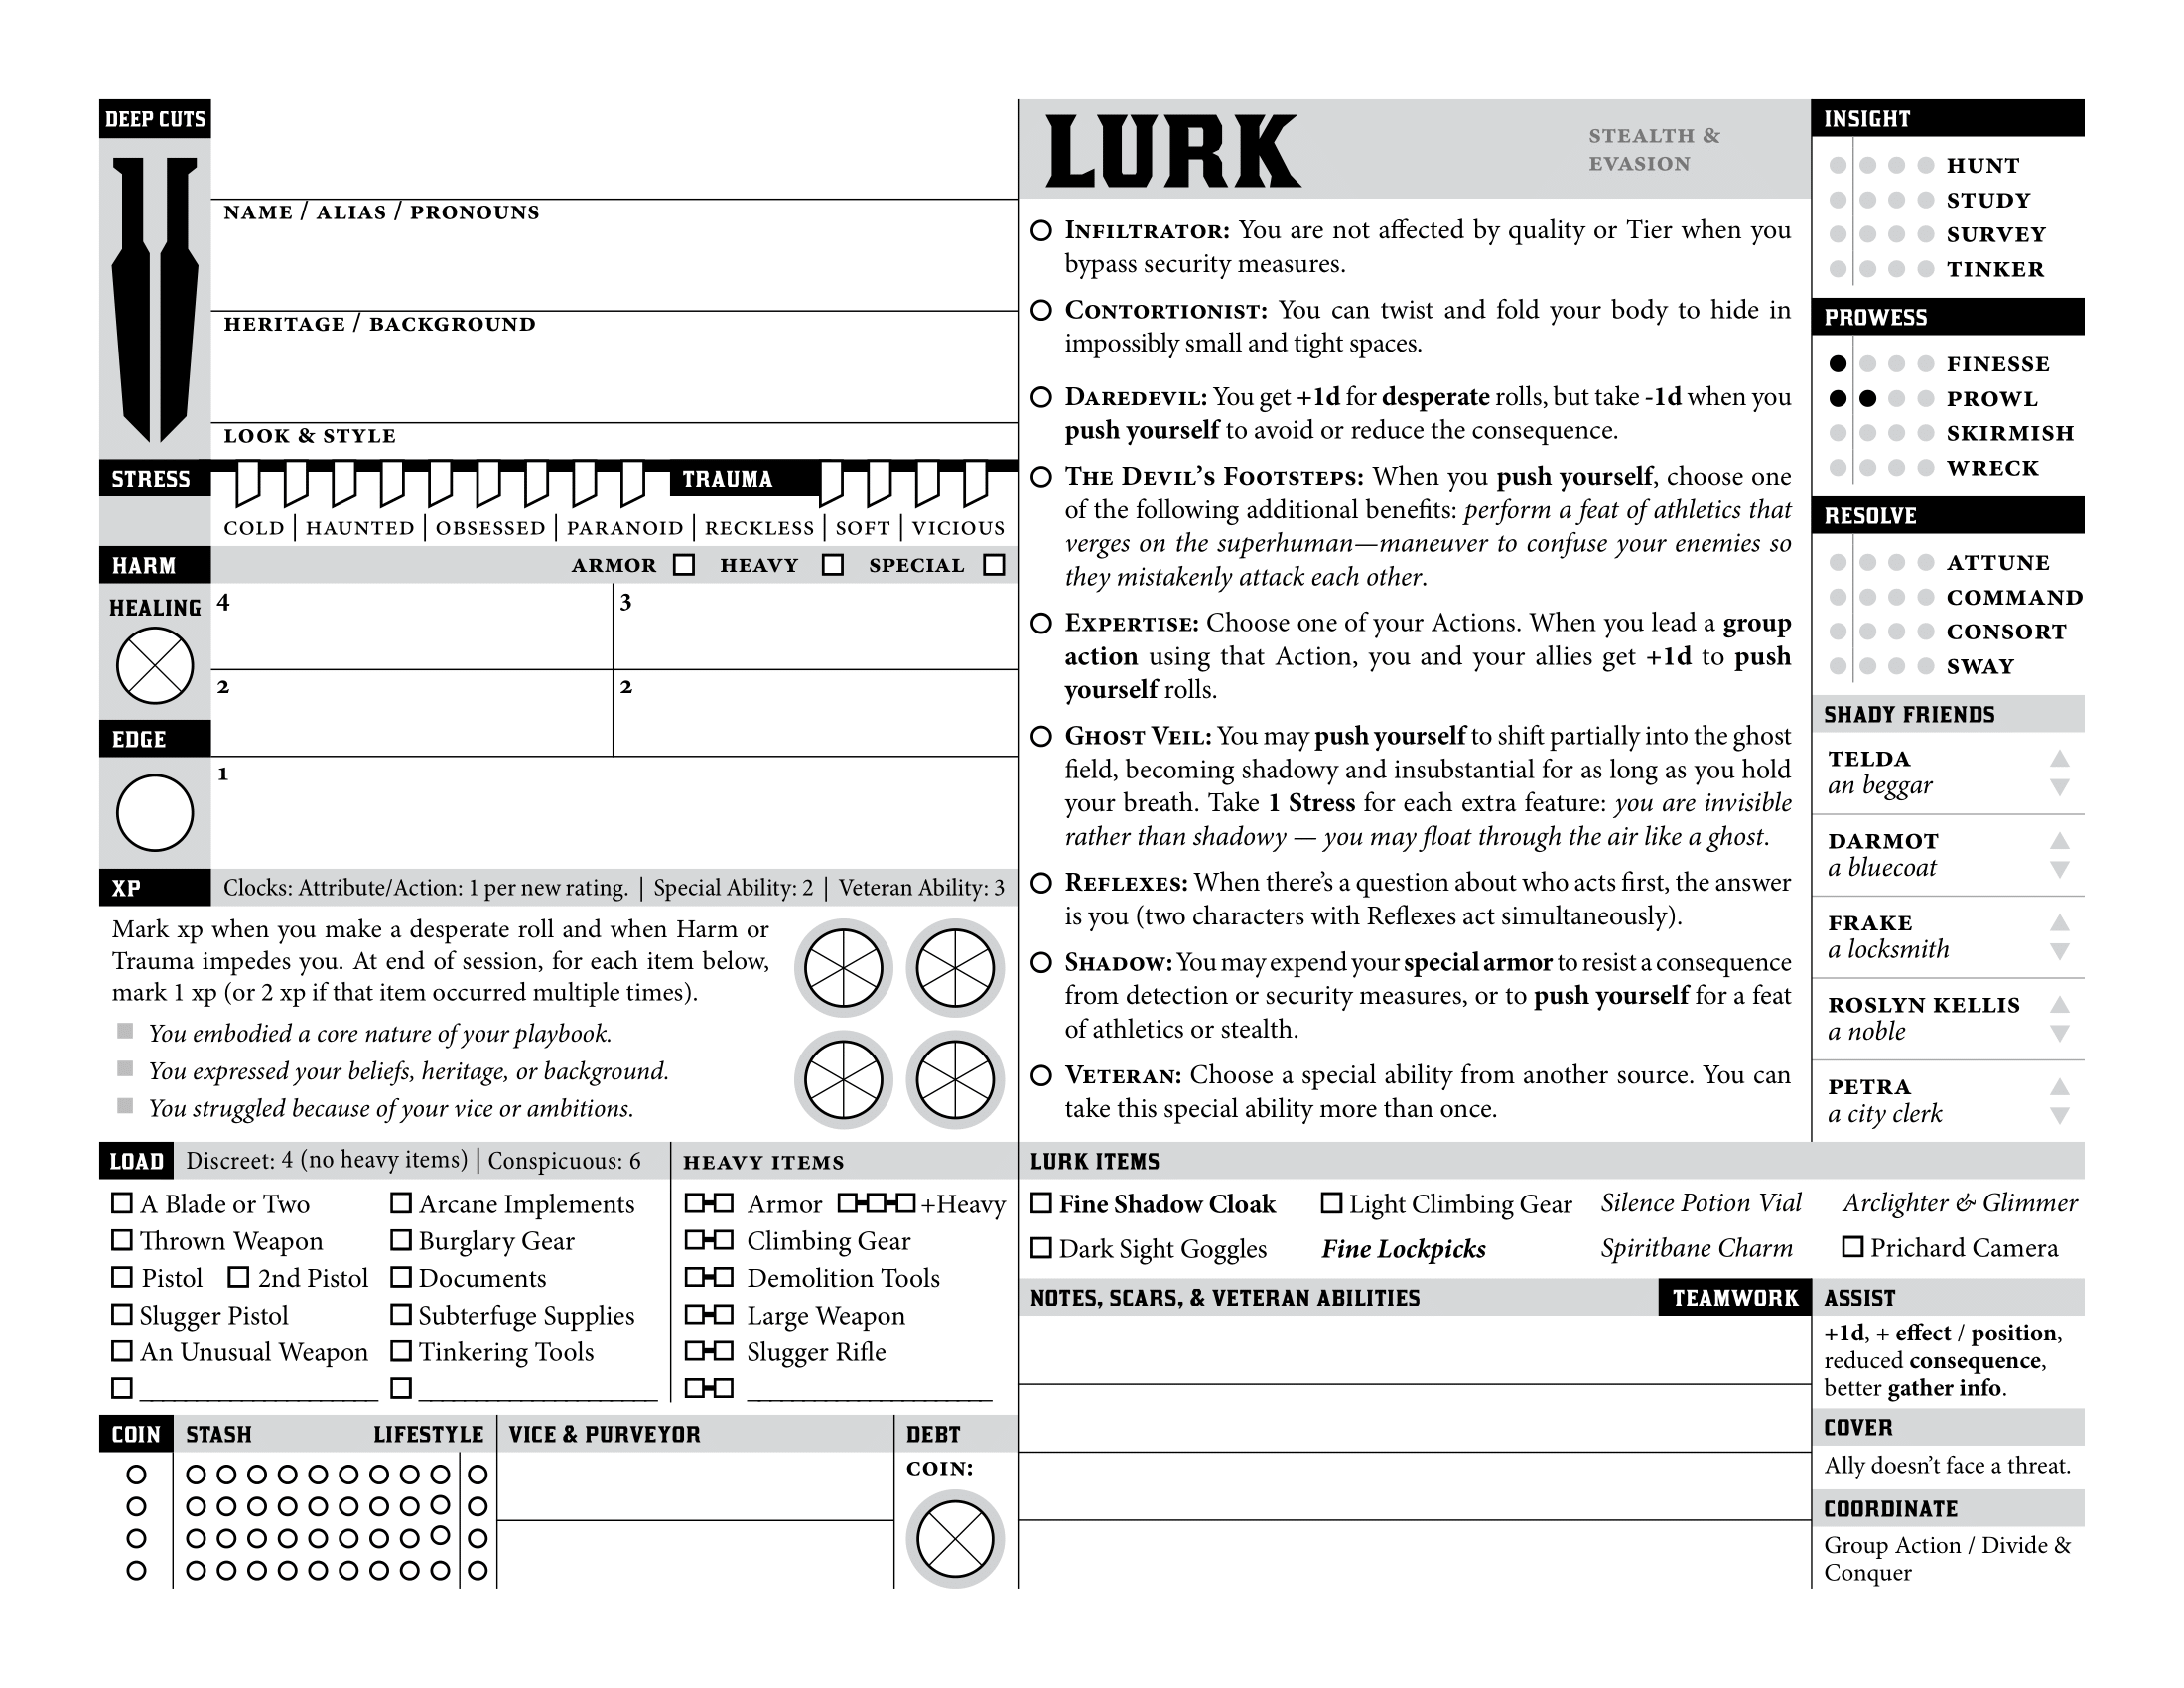 DEEP CUTS
NAME / ALIAS / PRONOUNS
HERITAGE / BACKGROUND
LOOK & STYLE
STRESS
TRAUMA
COLD | HAUNTED | OBSESSED | PARANOID | RECKLESS | SOFT | VICIOUS
HARM
ARMOR HEAVY SPECIAL
HEALING
4
3
2
2
EDGE
1
XP
Clocks: Attribute/Action: 1 per new rating. | Special Ability: 2 | Veteran Ability: 3
Mark xp when you make a desperate roll and when Harm or
Trauma impedes you. At end of session, for each item below,
mark 1 xp (or 2 xp if that item occurred multiple times).
You embodied a core nature of your playbook.
You expressed your beliefs, heritage, or background.
You struggled because of your vice or ambitions.
LOAD
Discreet: 4 (no heavy items) | Conspicuous: 6
A Blade or Two
Thrown Weapon
Pistol 2nd Pistol
Slugger Pistol
An Unusual Weapon
Arcane Implements
Burglary Gear
Documents
Subterfuge Supplies
Tinkering Tools
HEAVY ITEMS
Armor +Heavy
Climbing Gear
Demolition Tools
Large Weapon
Slugger Rifle
COIN
STASH
LIFESTYLE
VICE & PURVEYOR
DEBT
COIN:
LURK
STEALTH &
EVASION
INFILTRATOR: You are not affected by quality or Tier when you
bypass security measures.
CONTORTIONIST: You can twist and fold your body to hide in
impossibly small and tight spaces.
DAREDEVIL: You get +1d for desperate rolls, but take -1d when you
push yourself to avoid or reduce the consequence.
THE DEVIL'S FOOTSTEPS: When you push yourself, choose one
of the following additional benefits: perform a feat of athletics that
verges on the superhuman—maneuver to confuse your enemies so
they mistakenly attack each other.
EXPERTISE: Choose one of your Actions. When you lead a group
action using that Action, you and your allies get +1d to push
yourself rolls.
GHOST VEIL: You may push yourself to shift partially into the ghost
field, becoming shadowy and insubstantial for as long as you hold
your breath. Take 1 Stress for each extra feature: you are invisible
rather than shadowy — you may float through the air like a ghost.
REFLEXES: When there's a question about who acts first, the answer
is you (two characters with Reflexes act simultaneously).
SHADOW: You may expend your special armor to resist a consequence
from detection or security measures, or to push yourself for a feat
of athletics or stealth.
VETERAN: Choose a special ability from another source. You can
take this special ability more than once.
INSIGHT
HUNT
STUDY
SURVEY
TINKER
PROWESS
FINESSE
PROWL
SKIRMISH
WRECK
RESOLVE
ATTUNE
COMMAND
CONSORT
SWAY
SHADY FRIENDS
TELDA
an beggar
DARMOT
a bluecoat
FRAKE
a locksmith
ROSLYN KELLIS
a noble
PETRA
a city clerk
LURK ITEMS
Fine Shadow Cloak Light Climbing Gear Silence Potion Vial Arclighter & Glimmer
Dark Sight Goggles Fine Lockpicks Spiritbane Charm Prichard Camera
NOTES, SCARS, & VETERAN ABILITIES
TEAMWORK
ASSIST
+1d, + effect / position,
reduced consequence,
better gather info.
COVER
Ally doesn't face a threat.
COORDINATE
Group Action / Divide &
Conquer